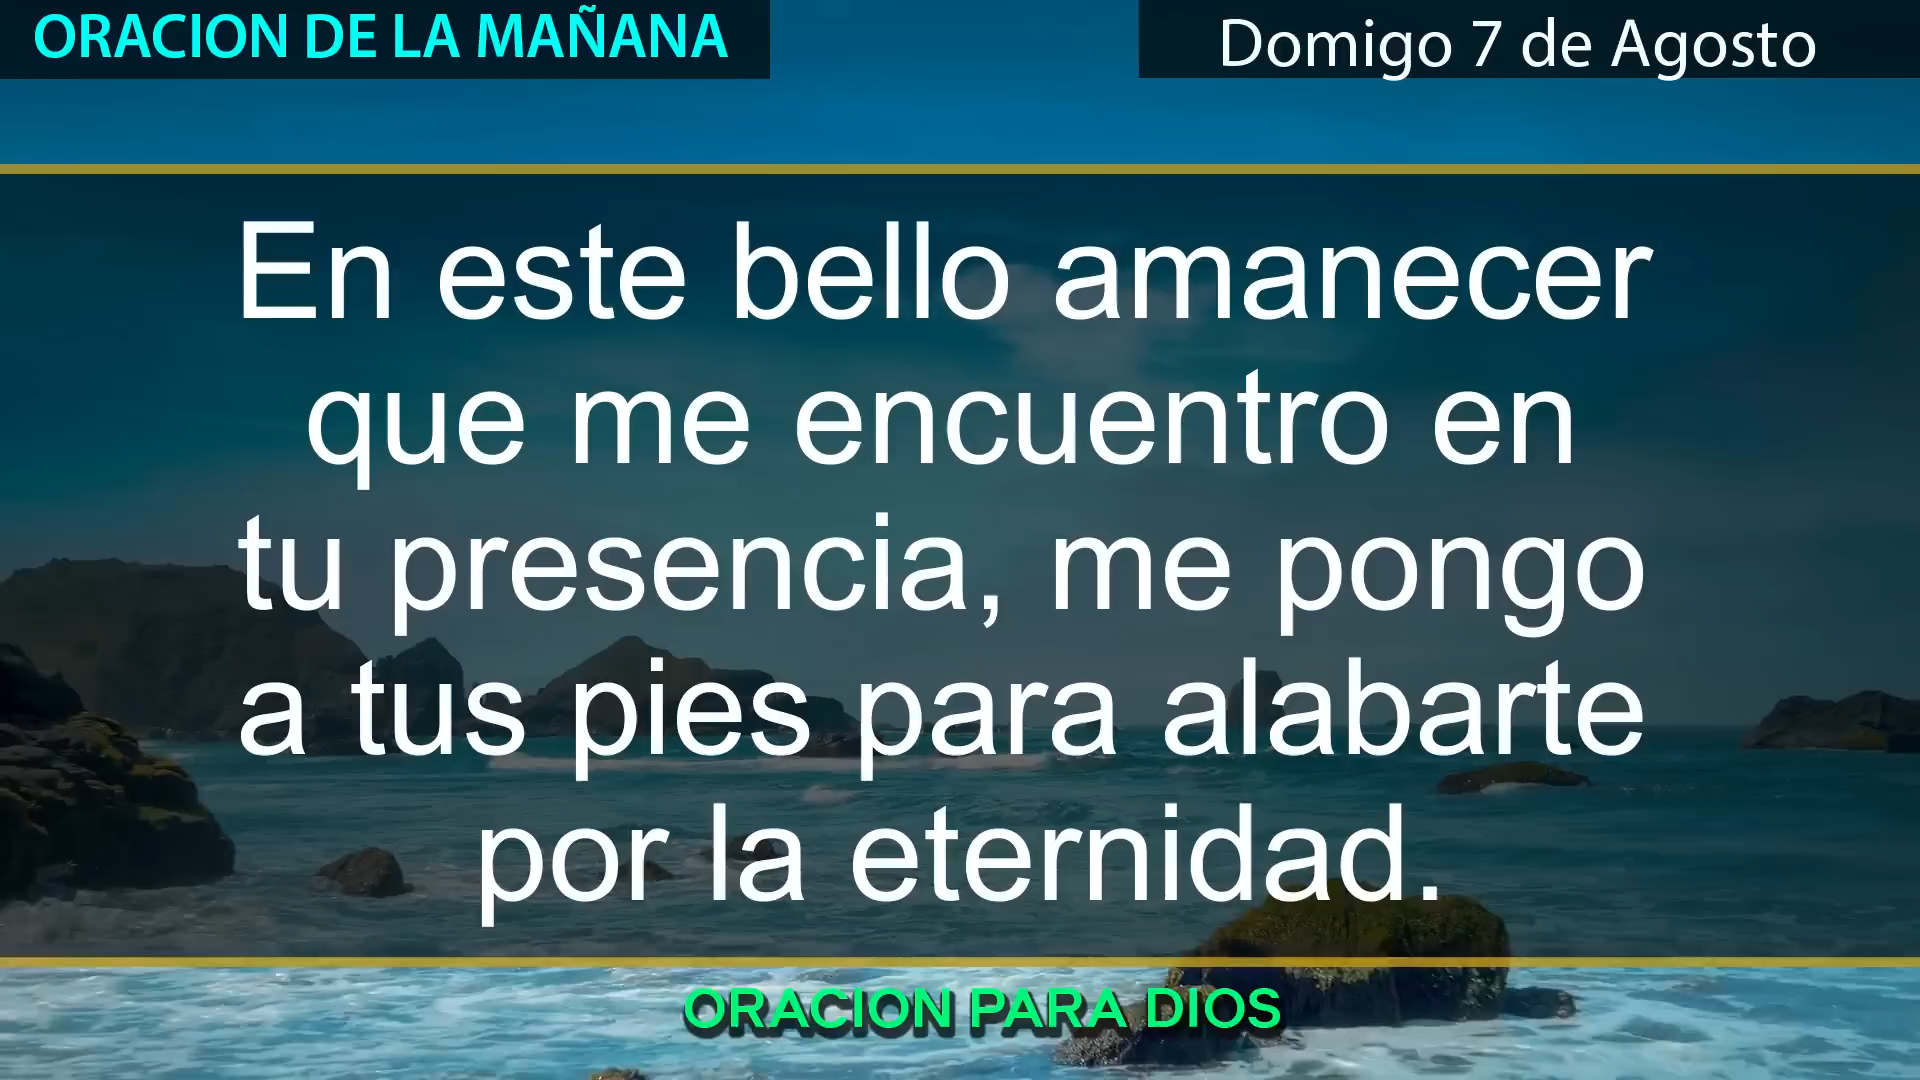 ORACION DE LA MAÑANA
Domigo 7 de Agosto
En este bello amanecer
que me encuentro en
tu presencia, me pongo
a tus pies para alabarte
por la eternidad.
ORACION PARA DIOS